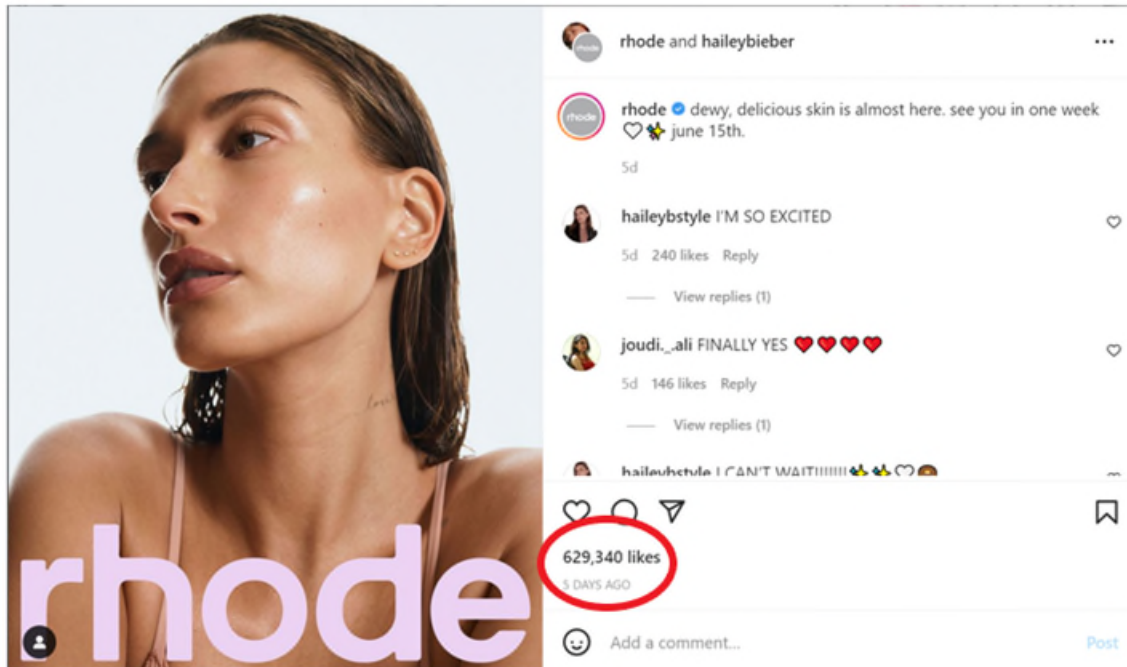 rhode and haileybieber
rhode dewy, delicious skin is almost here. see you in one week
🤍✨ june 15th.
5d
haileybstyle I'M SO EXCITED
5d 240 likes Reply
View replies (1)
joudi._.ali FINALLY YES ❤️❤️❤️❤️
5d 146 likes Reply
View replies (1)
haileybstyle I CAN'T WAIT!!!!!!! ✨✨🤍🍩
629,340 likes
5 DAYS AGO
Add a comment...
Post
rhode